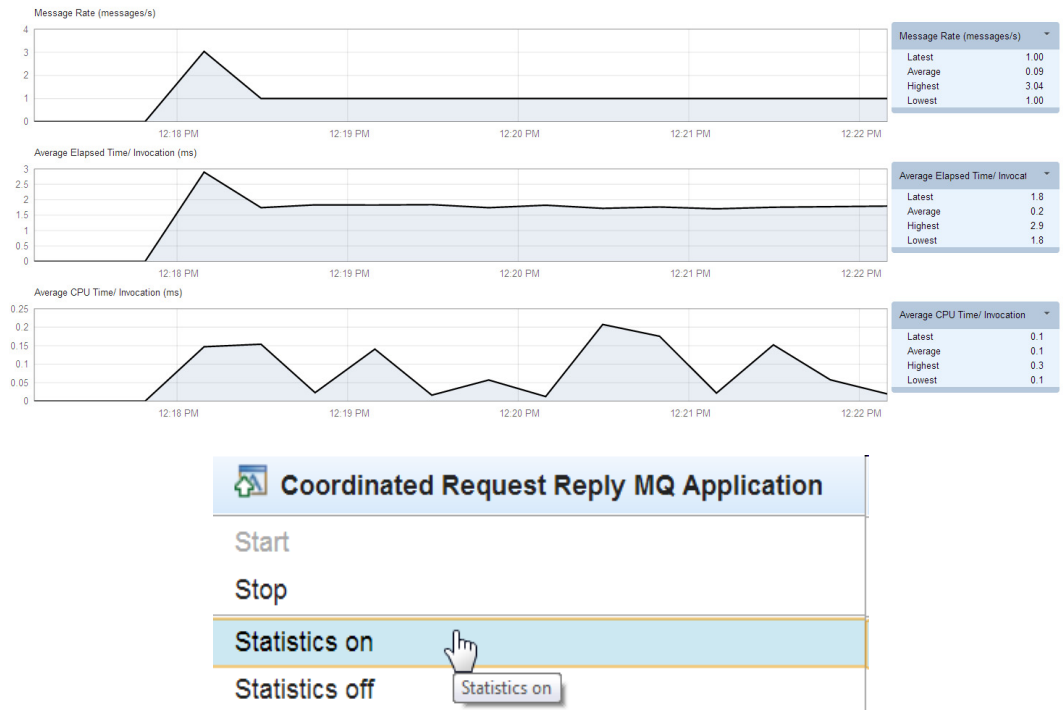 Message Rate (messages/s)
4
3
2
1
0
12:18 PM 12:19 PM 12:20 PM 12:21 PM 12:22 PM
Message Rate (messages/s)
Latest 1.00
Average 0.09
Highest 3.04
Lowest 1.00
Average Elapsed Time/ Invocation (ms)
3
2.5
2
1.5
1
0.5
0
12:18 PM 12:19 PM 12:20 PM 12:21 PM 12:22 PM
Average Elapsed Time/ Invocat
Latest 1.8
Average 0.2
Highest 2.9
Lowest 1.8
Average CPU Time/ Invocation (ms)
0.25
0.2
0.15
0.1
0.05
0
12:18 PM 12:19 PM 12:20 PM 12:21 PM 12:22 PM
Average CPU Time/ Invocation
Latest 0.1
Average 0.1
Highest 0.3
Lowest 0.1
Coordinated Request Reply MQ Application
Start
Stop
Statistics on
Statistics off
Statistics on